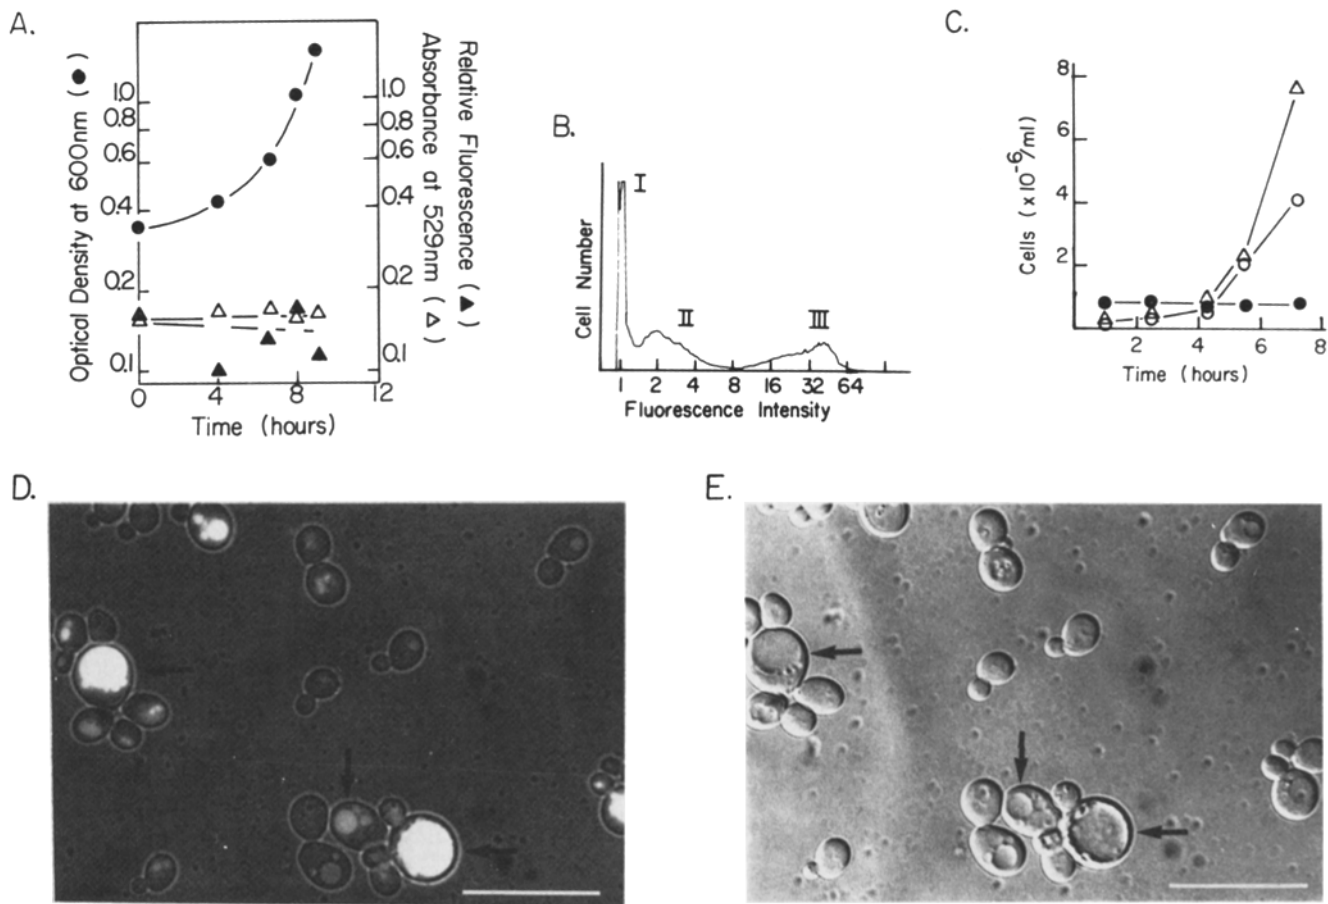 A.
Optical Density at 600nm (●)
1.0
0.8
0.6
0.4
0.2
0.1
1.0
0.8
0.6
0.4
0.2
0.1
Absorbance at 529nm (△)
Relative Fluorescence (▲)
0 4 8 12
Time (hours)
B.
Cell Number
I
II
III
1 2 4 8 16 32 64
Fluorescence Intensity
C.
Cells (x10⁻⁶/ml)
8
6
4
2
2 4 6 8
Time (hours)
D.
E.